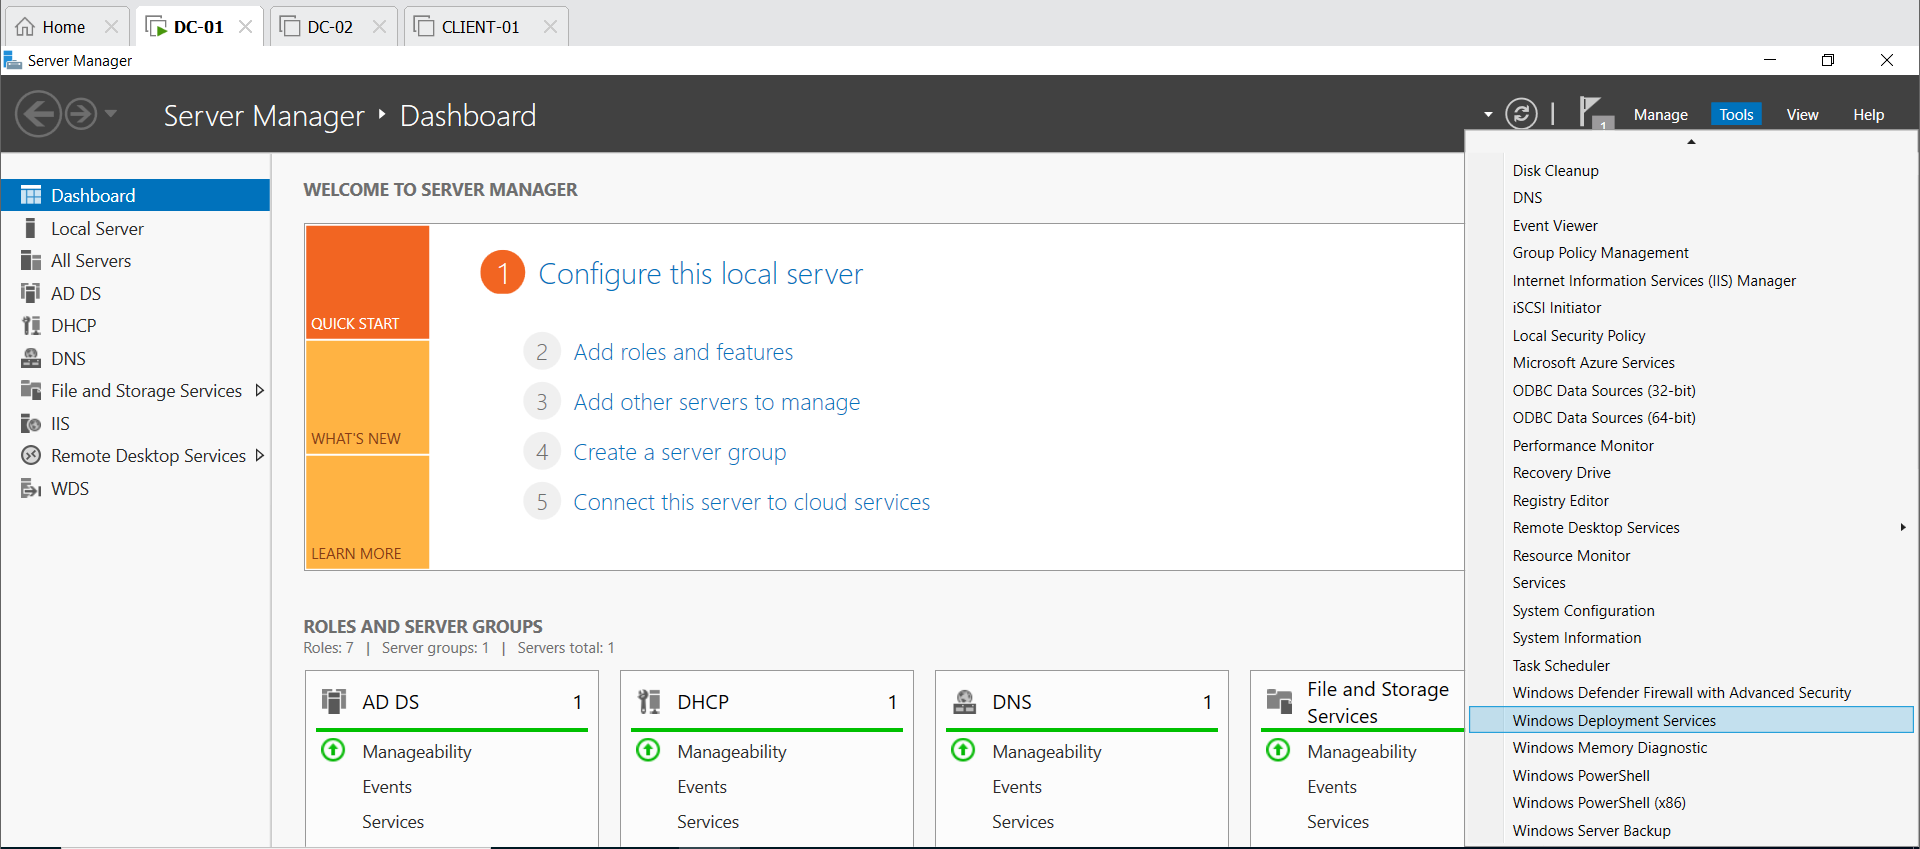 Home
DC-01
DC-02
CLIENT-01
Server Manager
Server Manager ‣ Dashboard
1
Manage
Tools
View
Help
Dashboard
Local Server
All Servers
AD DS
DHCP
DNS
File and Storage Services
IIS
Remote Desktop Services
WDS
WELCOME TO SERVER MANAGER
QUICK START
WHAT'S NEW
LEARN MORE
1 Configure this local server
2 Add roles and features
3 Add other servers to manage
4 Create a server group
5 Connect this server to cloud services
ROLES AND SERVER GROUPS
Roles: 7 | Server groups: 1 | Servers total: 1
AD DS 1
Manageability
Events
Services
DHCP 1
Manageability
Events
Services
DNS 1
Manageability
Events
Services
File and Storage
Services
Manageability
Events
Services
Disk Cleanup
DNS
Event Viewer
Group Policy Management
Internet Information Services (IIS) Manager
iSCSI Initiator
Local Security Policy
Microsoft Azure Services
ODBC Data Sources (32-bit)
ODBC Data Sources (64-bit)
Performance Monitor
Recovery Drive
Registry Editor
Remote Desktop Services
Resource Monitor
Services
System Configuration
System Information
Task Scheduler
Windows Defender Firewall with Advanced Security
Windows Deployment Services
Windows Memory Diagnostic
Windows PowerShell
Windows PowerShell (x86)
Windows Server Backup